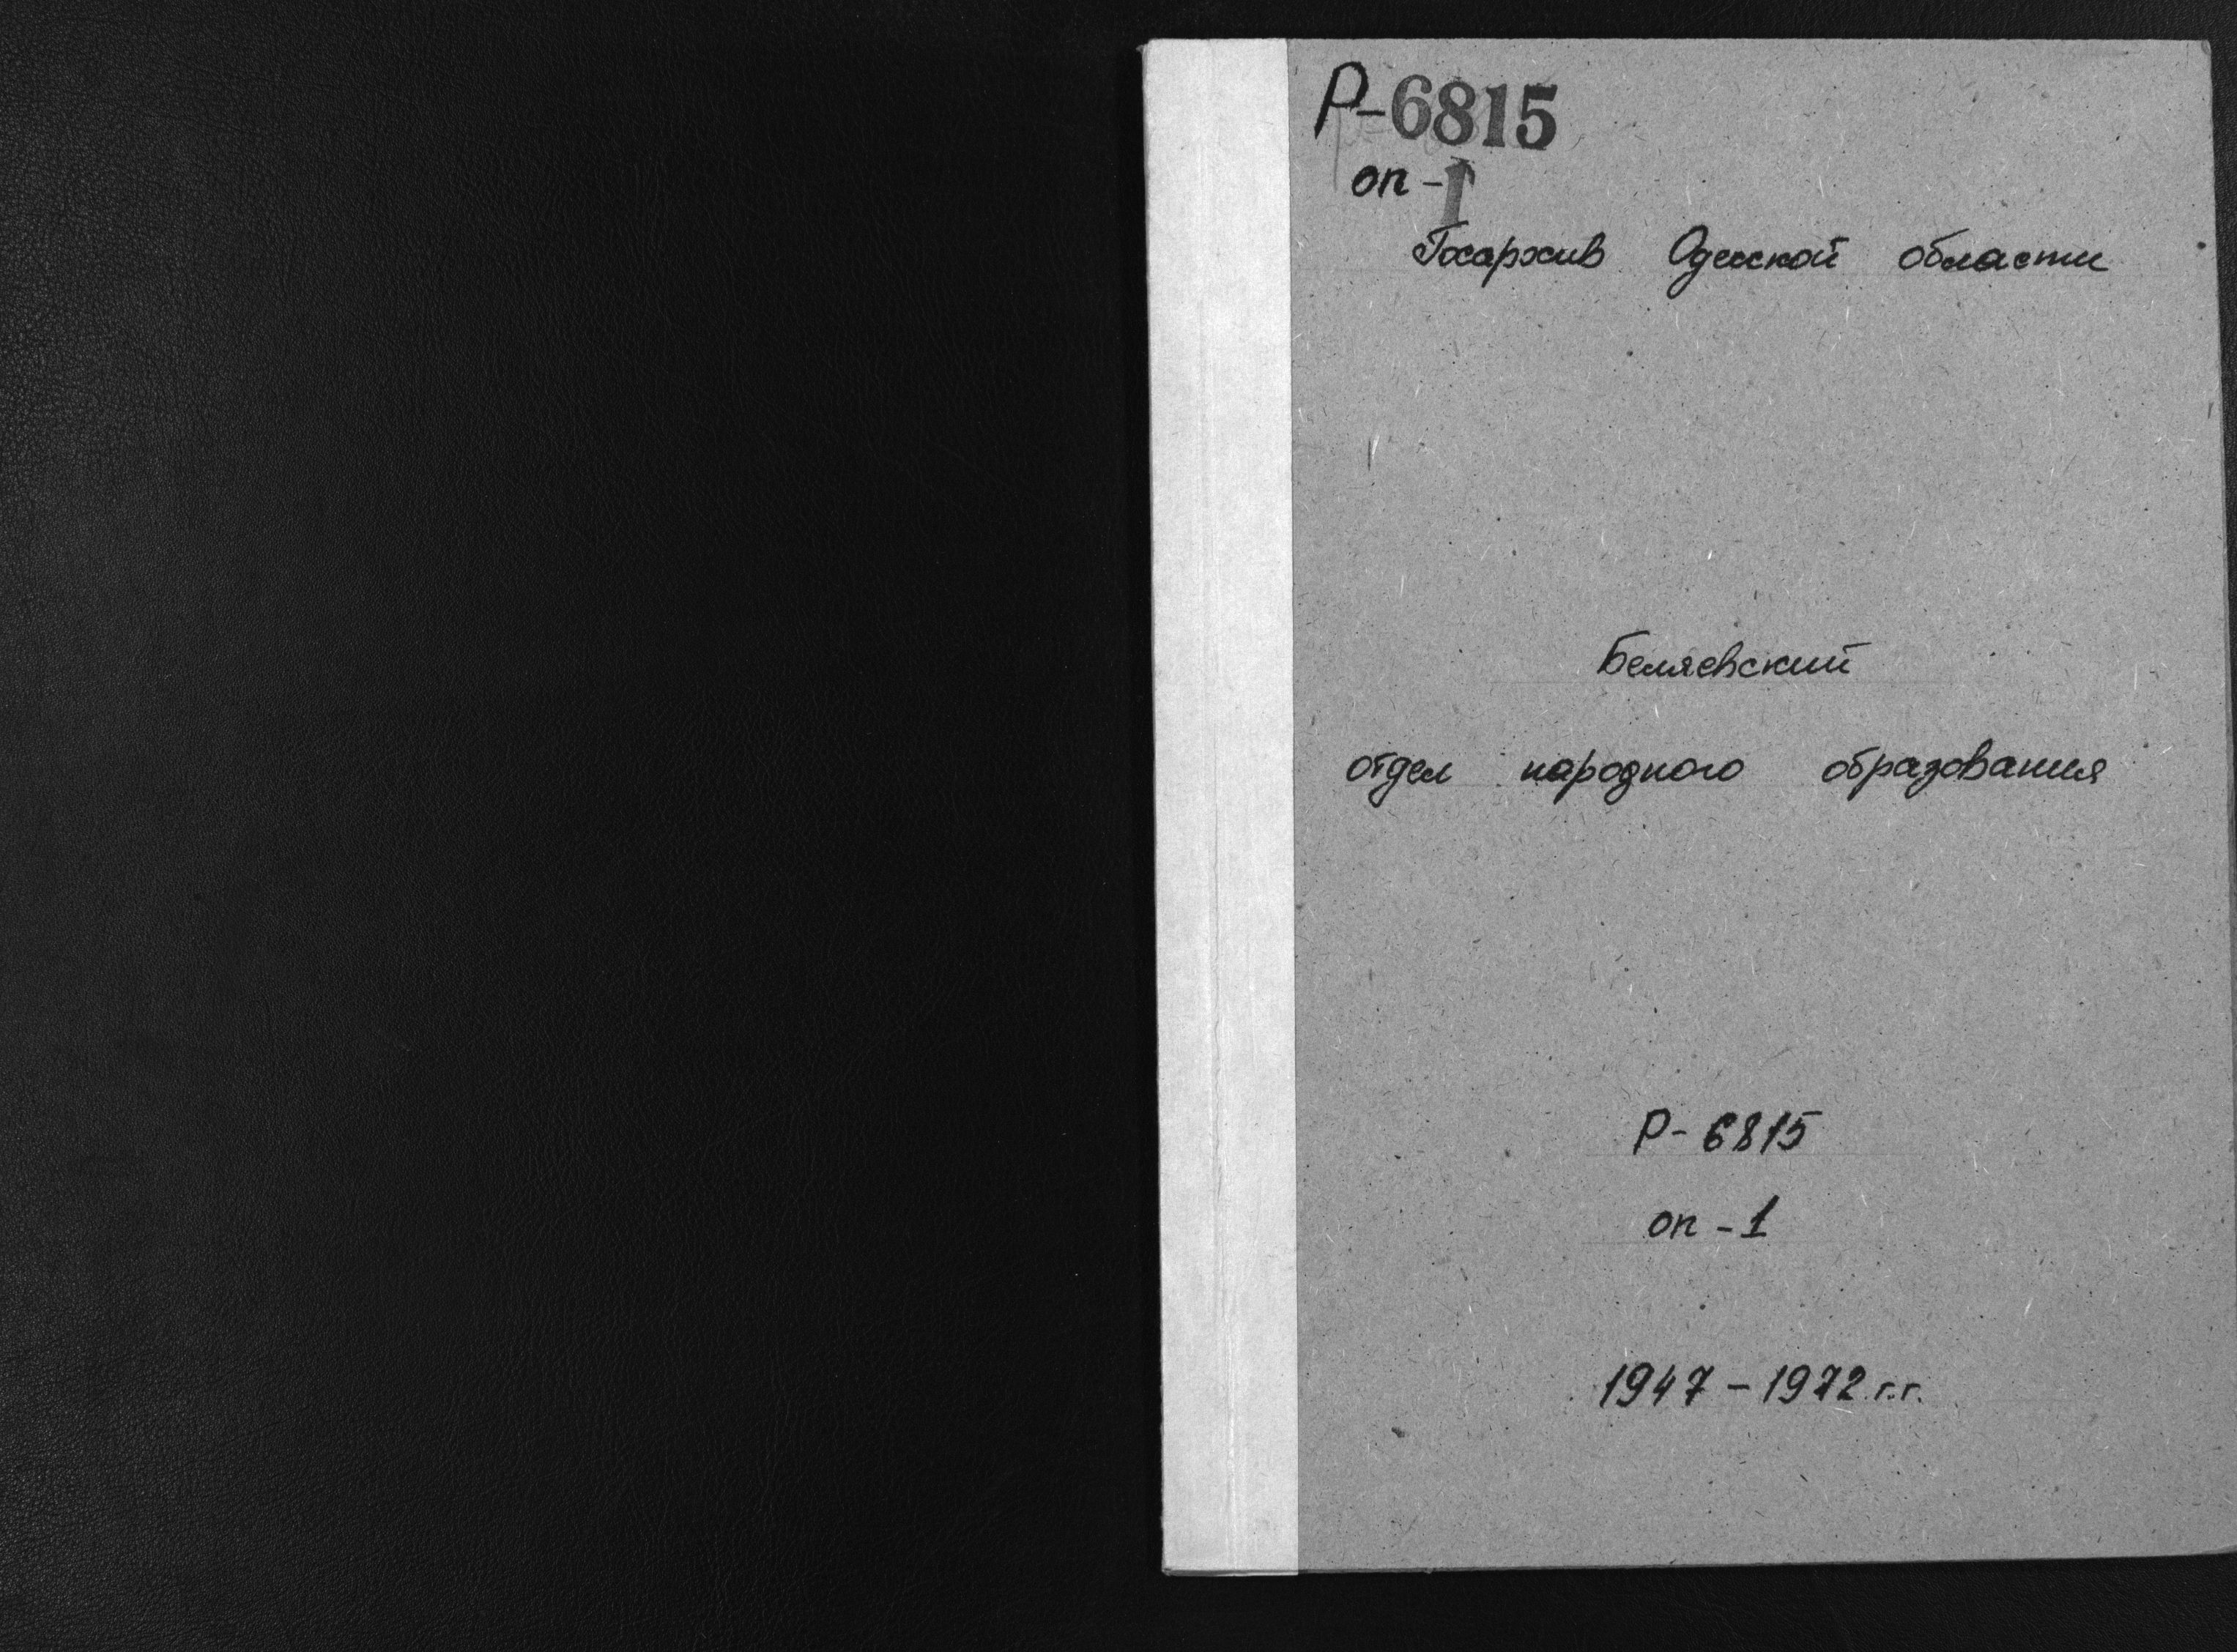 Р-6815
оп-1
Госархив Одесской области
Беляевский
отдел народного образования
Р-6815
оп-1
1947-1972 г.г.